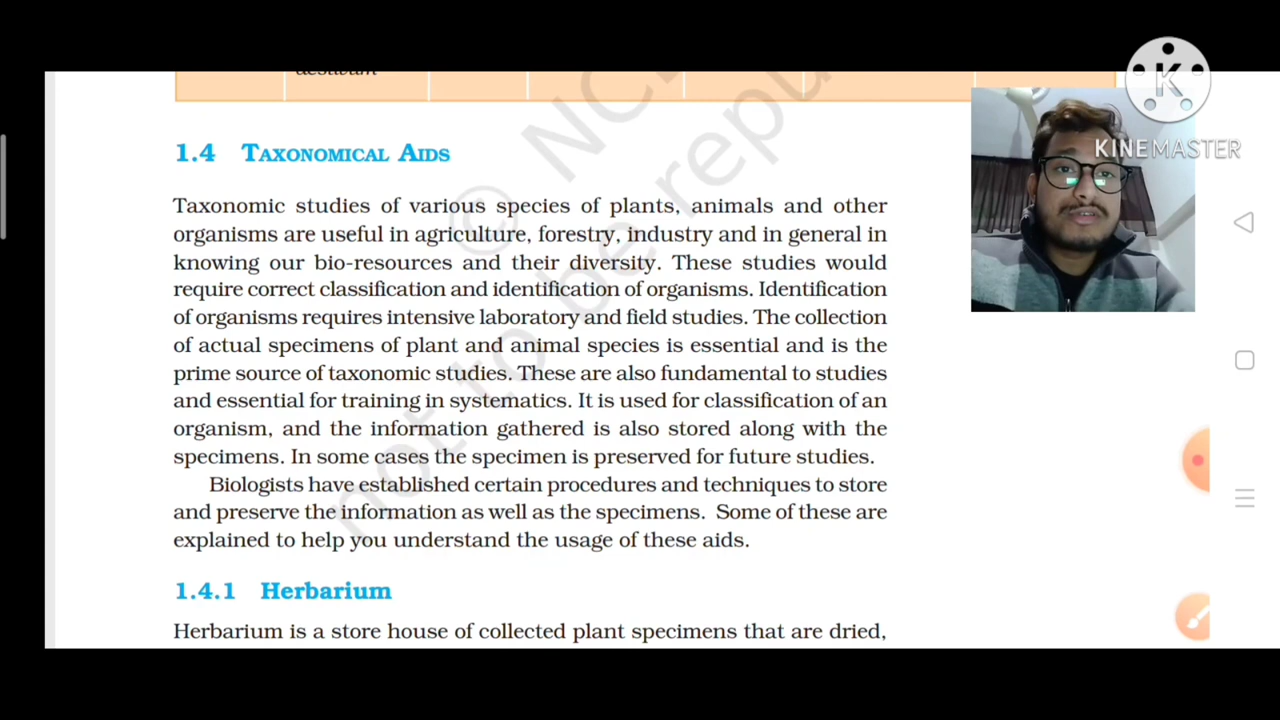 aestivum
1.4 TAXONOMICAL AIDS
Taxonomic studies of various species of plants, animals and other
organisms are useful in agriculture, forestry, industry and in general in
knowing our bio-resources and their diversity. These studies would
require correct classification and identification of organisms. Identification
of organisms requires intensive laboratory and field studies. The collection
of actual specimens of plant and animal species is essential and is the
prime source of taxonomic studies. These are also fundamental to studies
and essential for training in systematics. It is used for classification of an
organism, and the information gathered is also stored along with the
specimens. In some cases the specimen is preserved for future studies.
Biologists have established certain procedures and techniques to store
and preserve the information as well as the specimens. Some of these are
explained to help you understand the usage of these aids.
1.4.1 Herbarium
Herbarium is a store house of collected plant specimens that are dried,
K
KINEMASTER
© NC
not to be repu